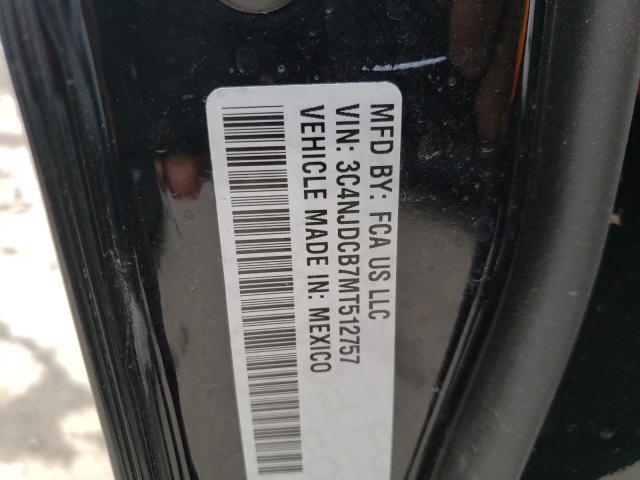 MFD BY: FCA US LLC
VIN: 3C4NJDCB7MT512757
VEHICLE MADE IN: MEXICO